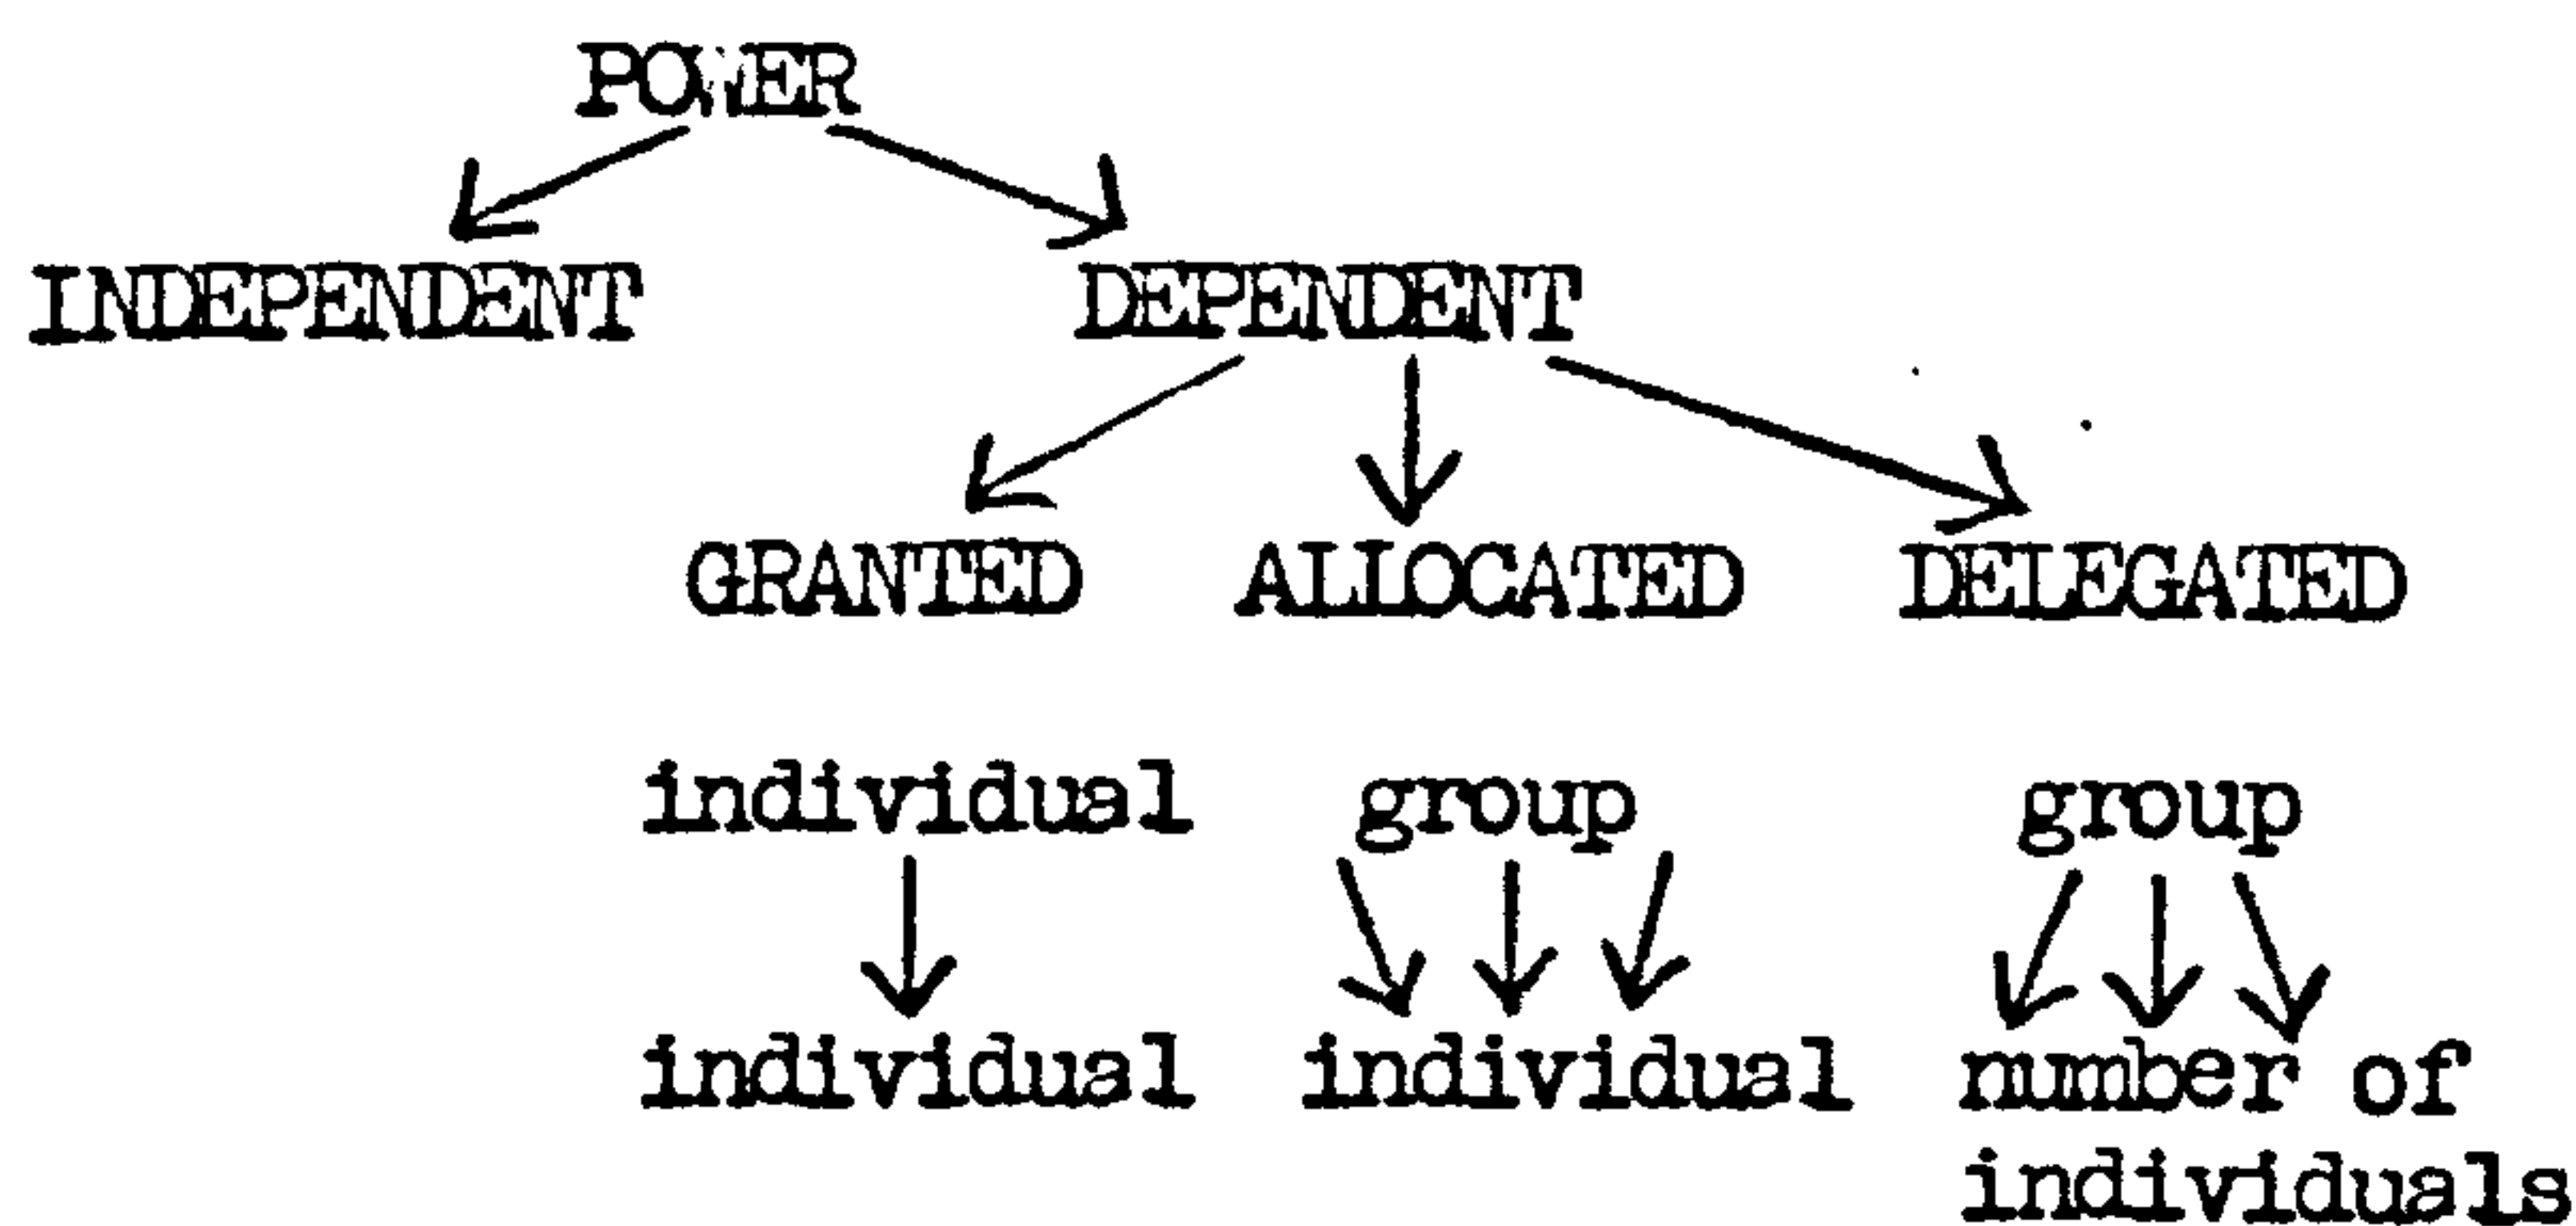 POWER
INDEPENDENT DEPENDENT
GRANTED ALLOCATED DELEGATED
individual group group
individual individual number of
individuals